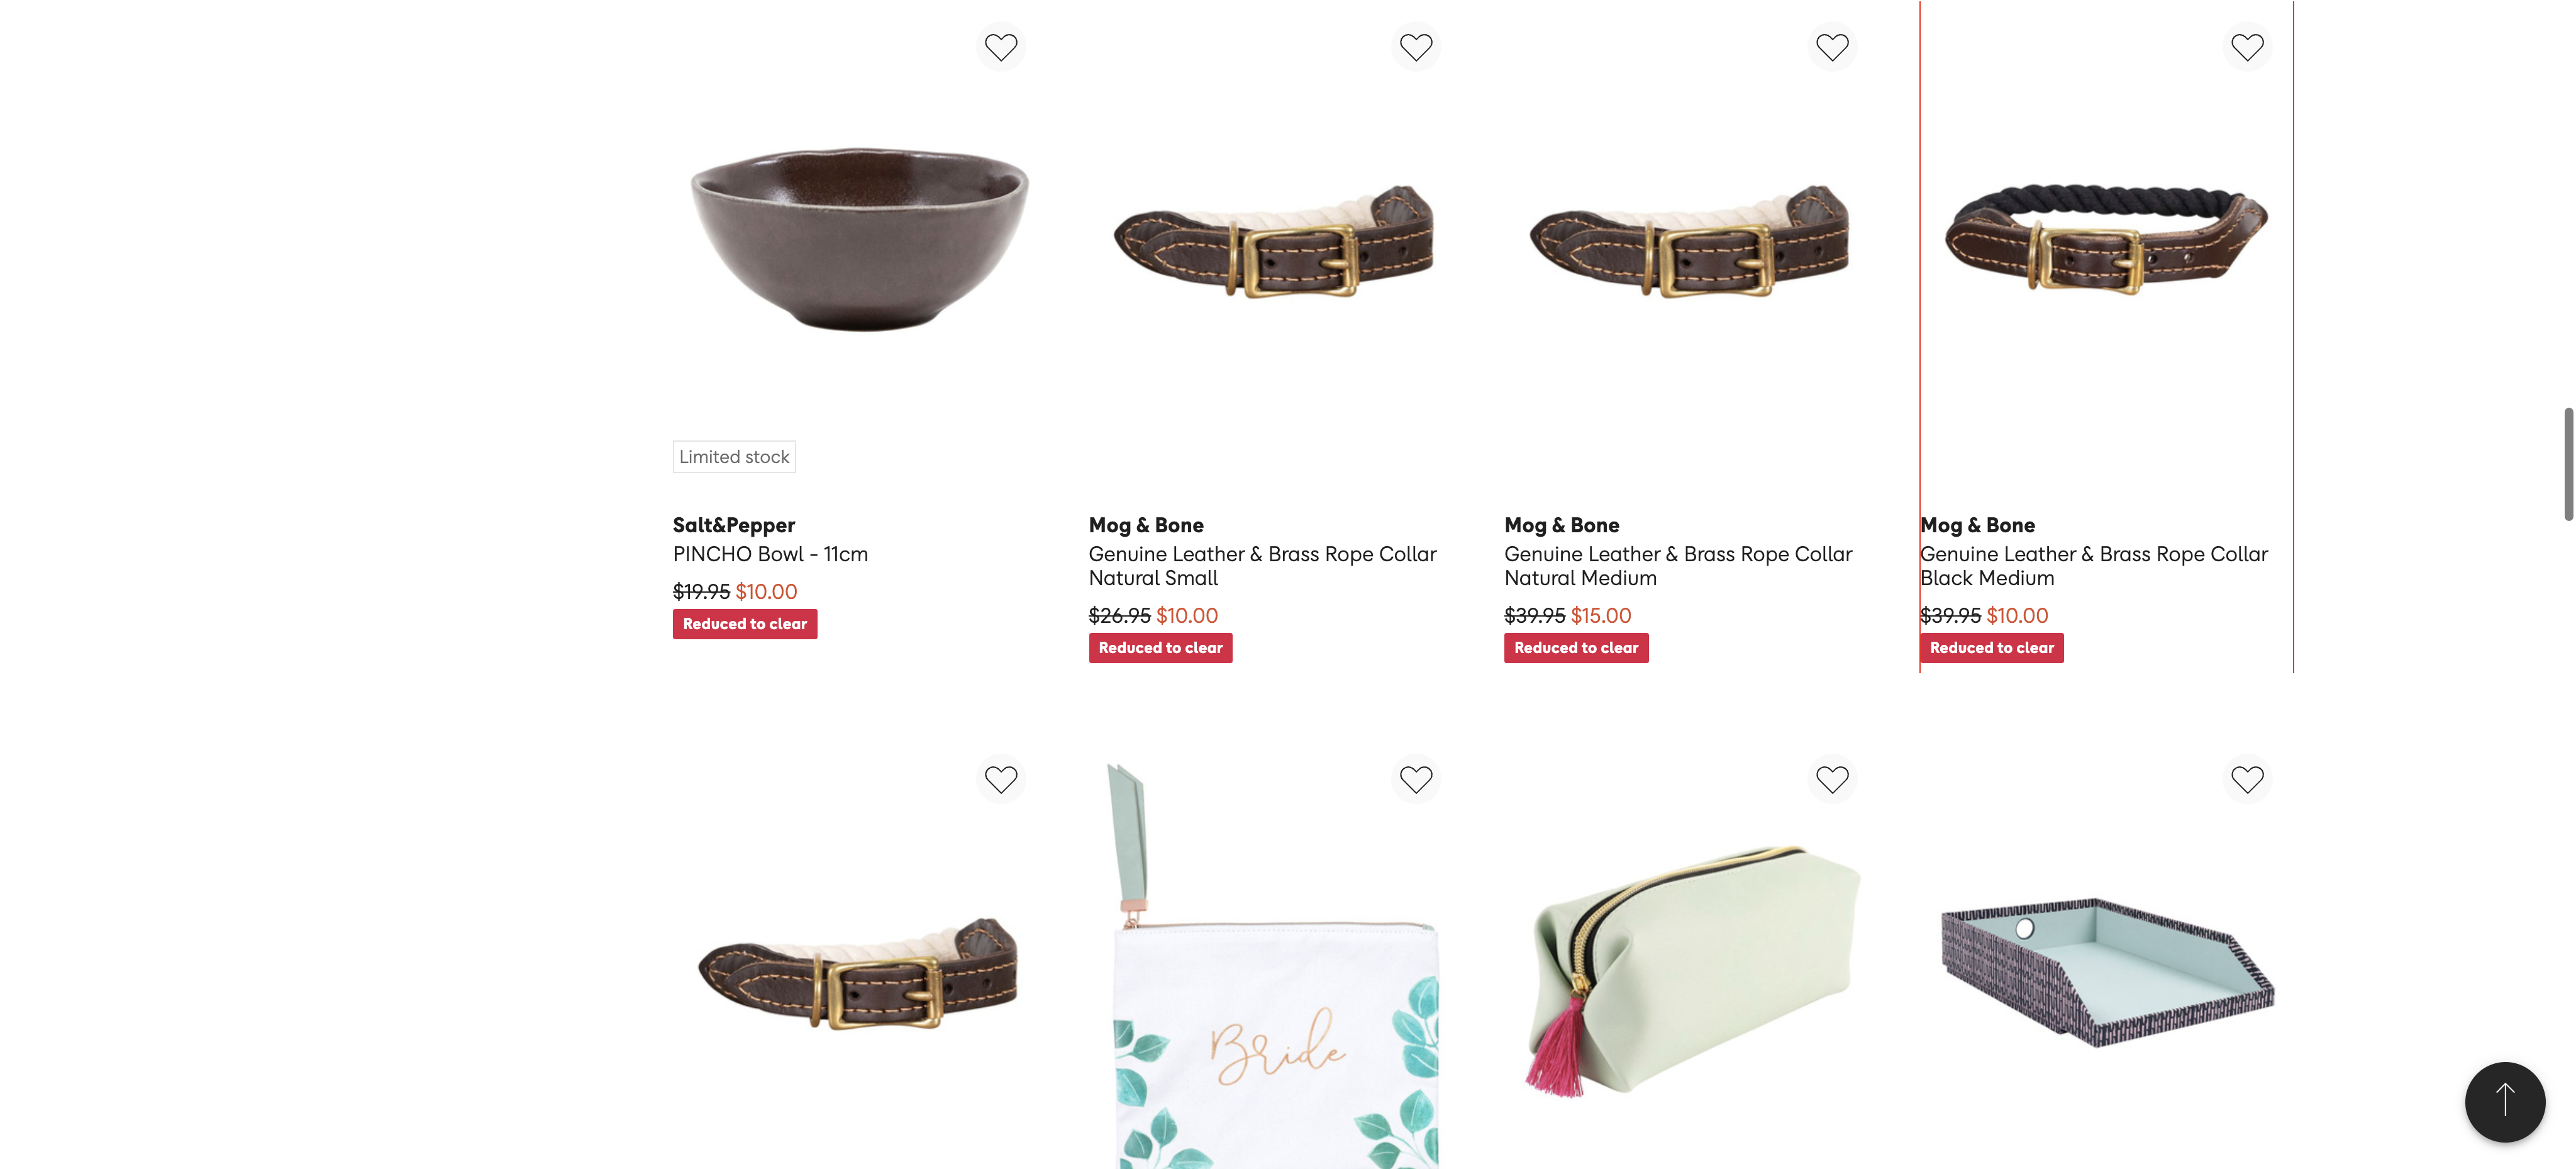 Limited stock
Salt&Pepper
PINCHO Bowl - 11cm
$19.95 $10.00
Reduced to clear
Mog & Bone
Genuine Leather & Brass Rope Collar
Natural Small
$26.95 $10.00
Reduced to clear
Mog & Bone
Genuine Leather & Brass Rope Collar
Natural Medium
$39.95 $15.00
Reduced to clear
Mog & Bone
Genuine Leather & Brass Rope Collar
Black Medium
$39.95 $10.00
Reduced to clear
Bride